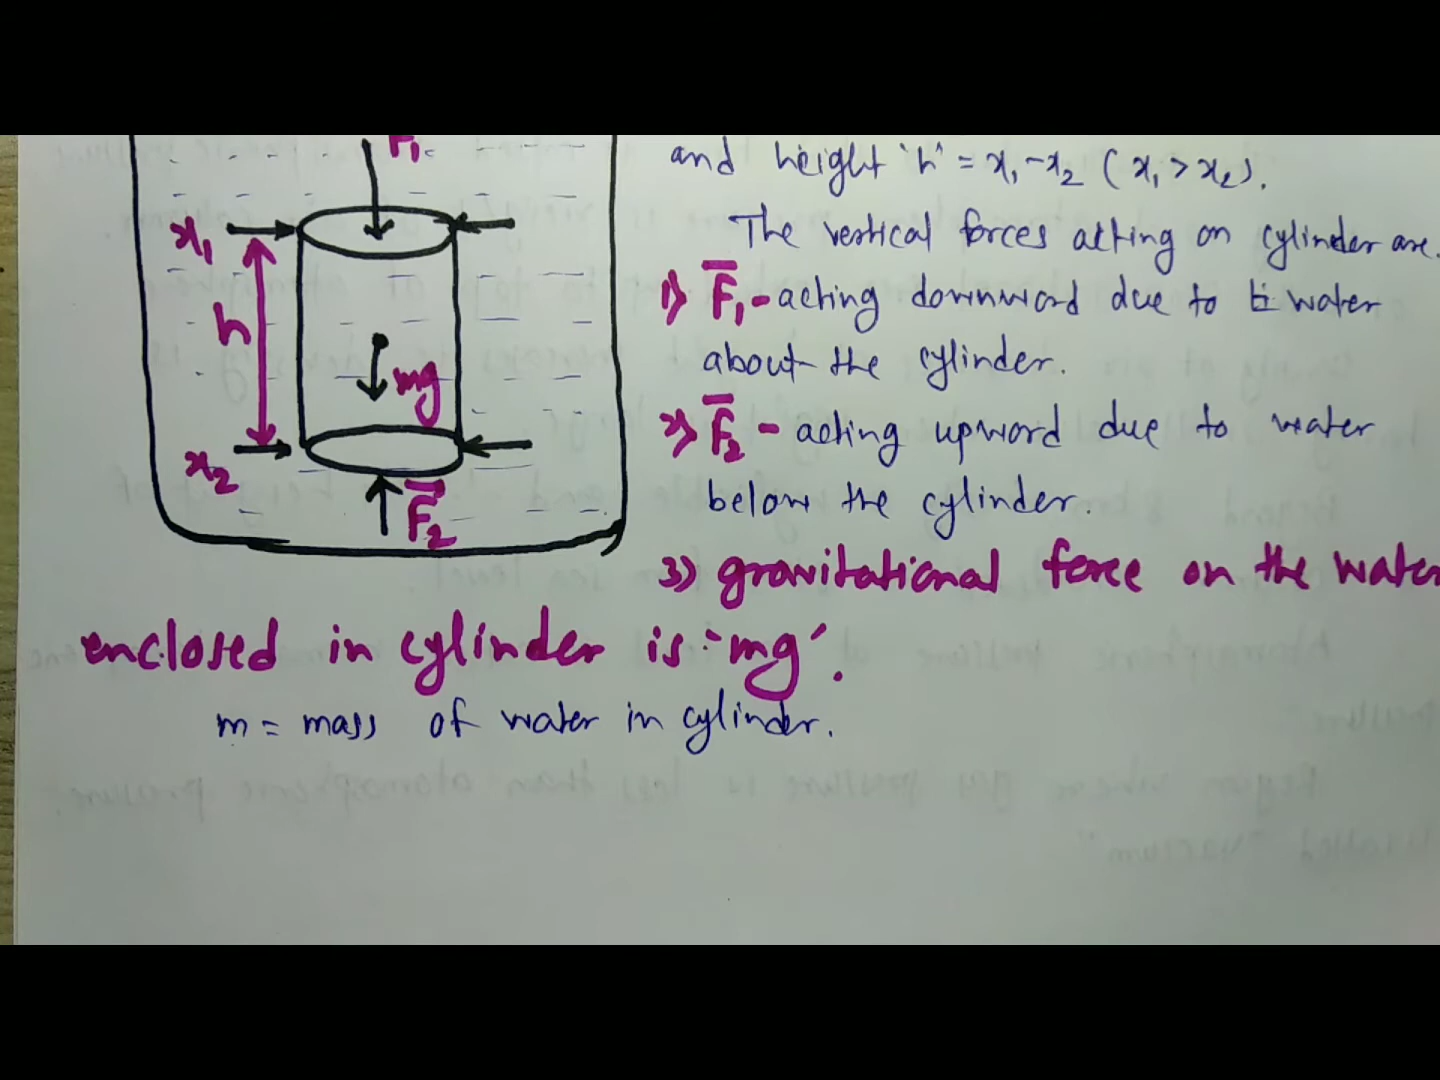 F₁
x₁
h
mg
x₂
F₂
and height 'h' = x₁-x₂ ( x₁ > x₂).
The vertical forces acting on cylinder are.
1) F₁ - acting downword due to water
about the cylinder.
2) F₂ - acting upword due to water
below the cylinder.
3) gravitational force on the water
enclosed in cylinder is 'mg'.
m = mass of water in cylinder.